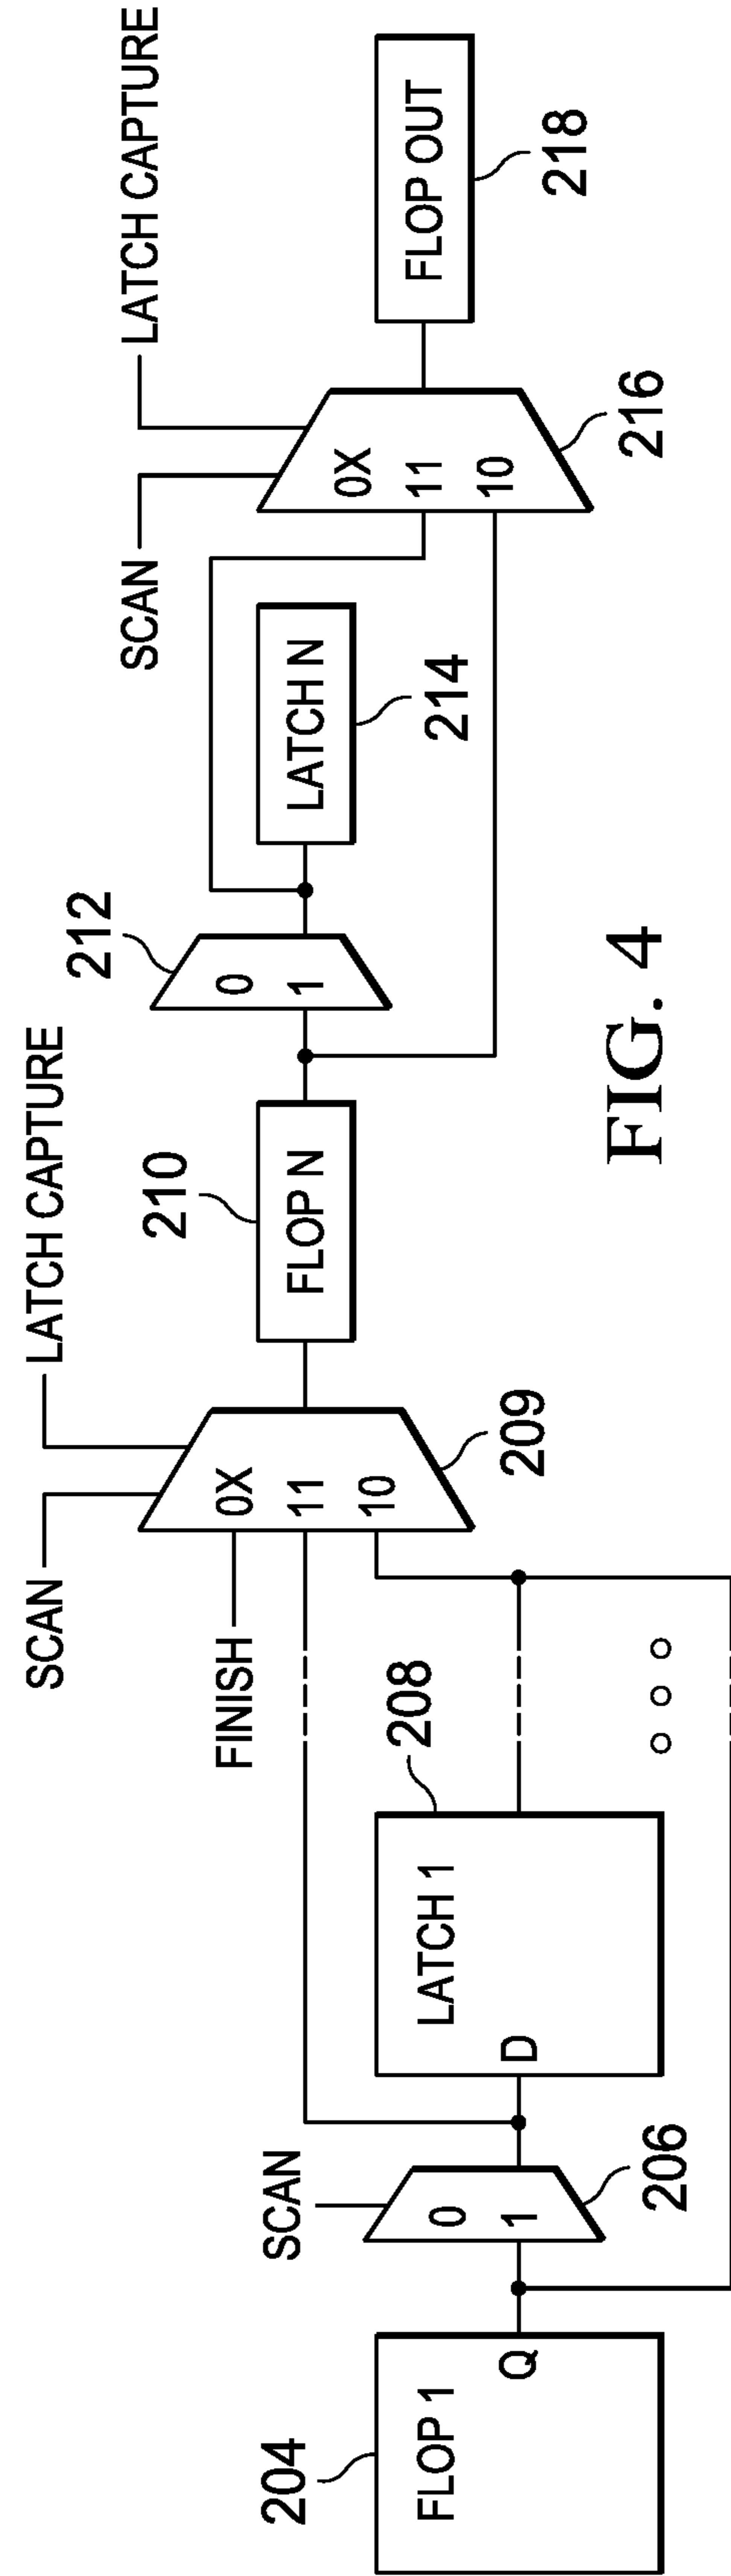 204
FLOP 1
Q
SCAN
0
1
206
D
LATCH 1
208
SCAN
LATCH CAPTURE
FINISH
0X
11
10
209
210
FLOP N
212
0
1
LATCH N
214
SCAN
LATCH CAPTURE
0X
11
10
216
FLOP OUT
218
FIG. 4